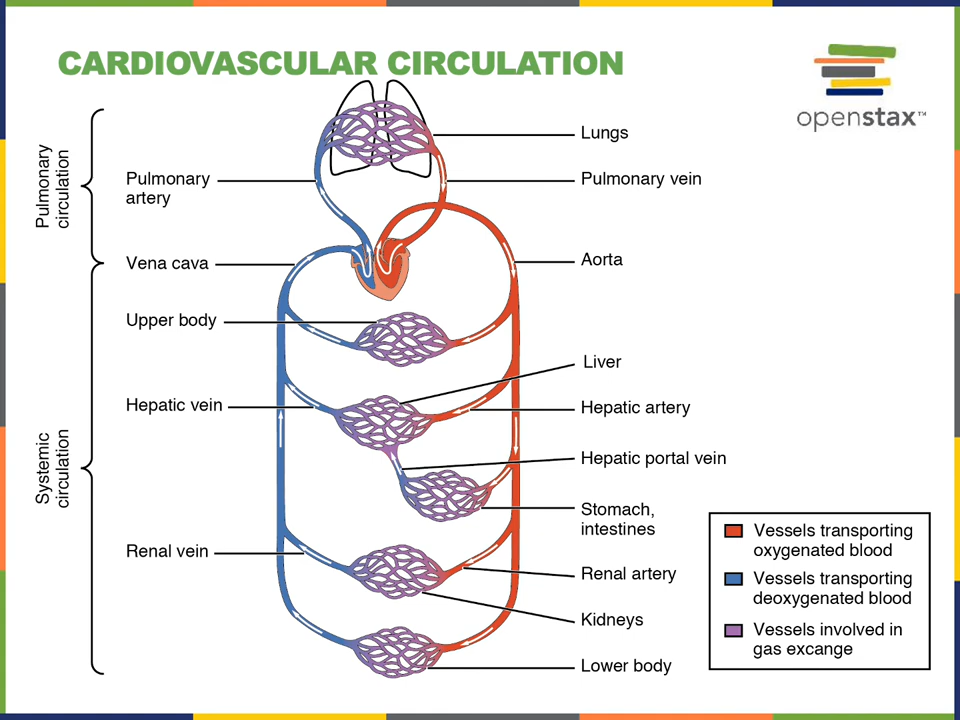 CARDIOVASCULAR CIRCULATION
openstax™
Pulmonary
circulation
Systemic
circulation
Pulmonary
artery
Vena cava
Upper body
Hepatic vein
Renal vein
Lungs
Pulmonary vein
Aorta
Liver
Hepatic artery
Hepatic portal vein
Stomach,
intestines
Renal artery
Kidneys
Lower body
Vessels transporting
oxygenated blood
Vessels transporting
deoxygenated blood
Vessels involved in
gas excange